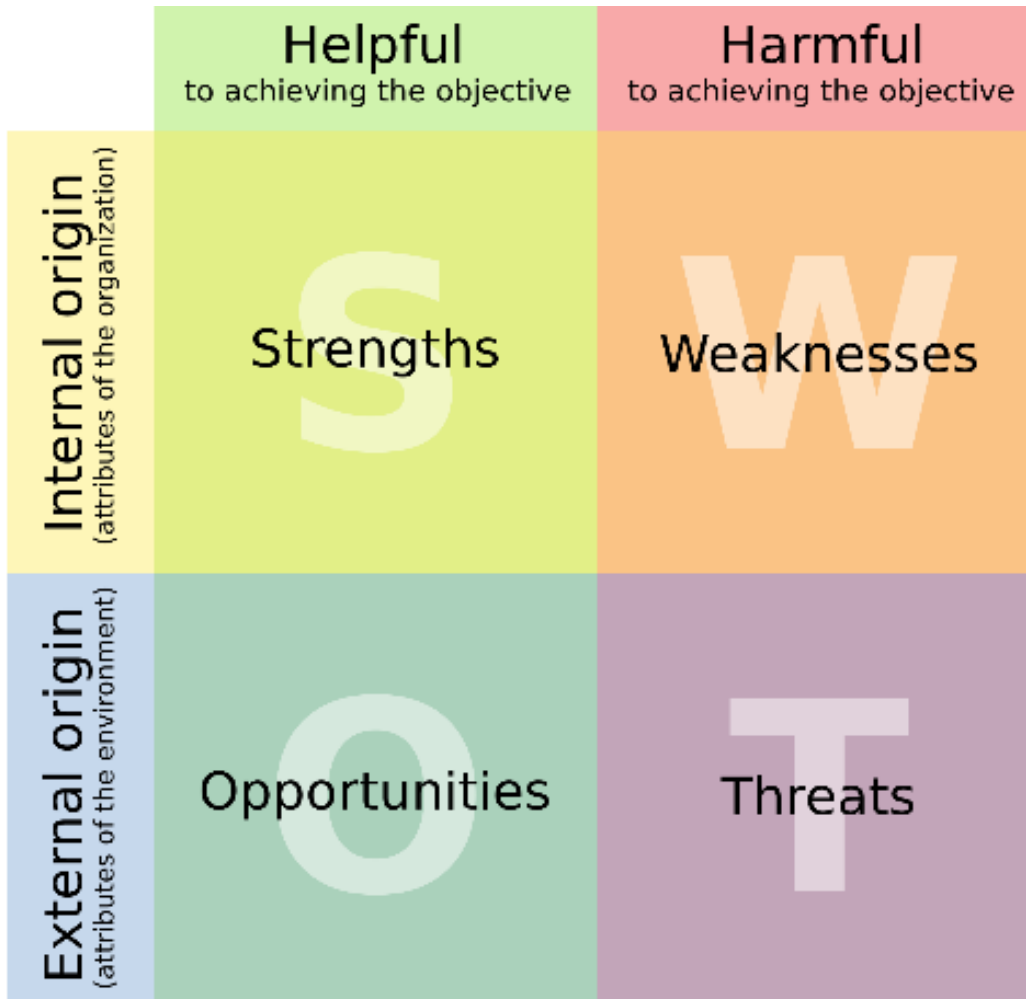 Helpful
to achieving the objective
Harmful
to achieving the objective
Internal origin
(attributes of the organization)
S
Strengths
W
Weaknesses
External origin
(attributes of the environment)
O
Opportunities
T
Threats